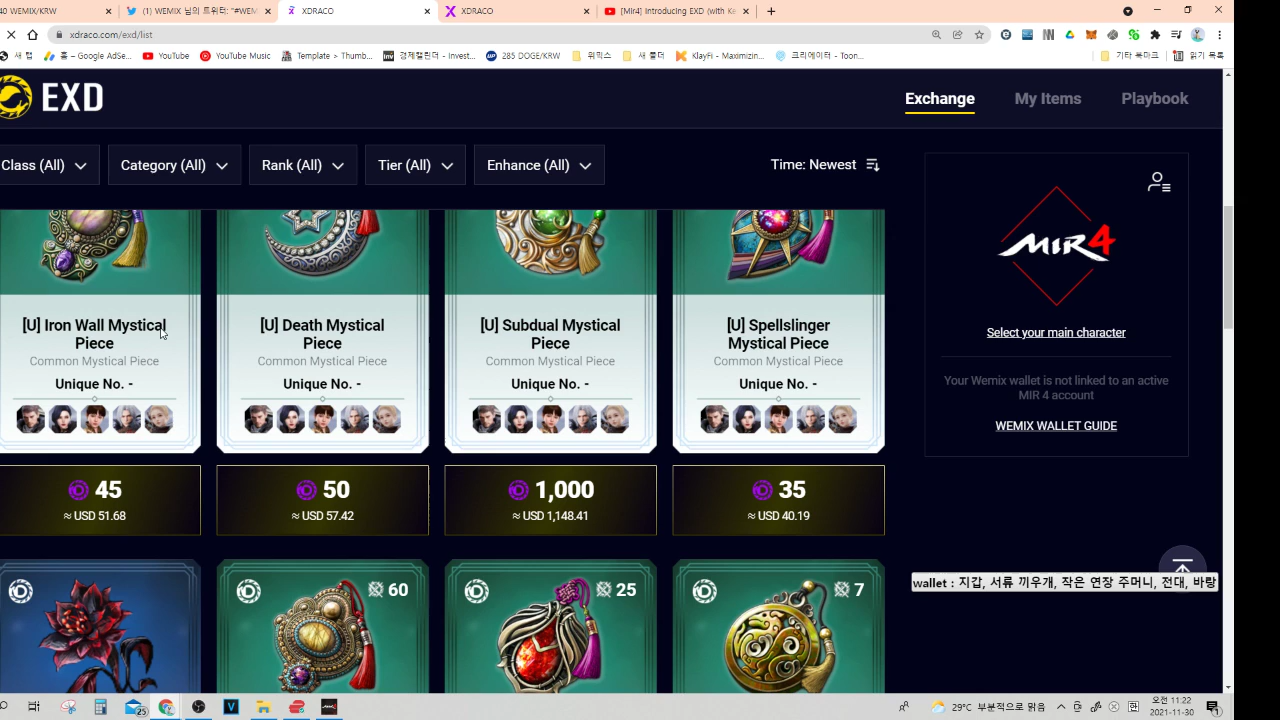 40 WEMIX/KRW
(1) WEMIX 님의 트위터: "#WEM
XDRACO
XDRACO
[Mir4] Introducing EXD (with Ke
xdraco.com/exd/list
새 탭
홈 – Google AdSe...
YouTube
YouTube Music
Template > Thumb...
경제캘린더 - Invest...
285 DOGE/KRW
위믹스
새 폴더
KlayFi - Maximizin...
크리에이터 - Toon...
기타 북마크
읽기 목록
EXD
Exchange
My Items
Playbook
Class (All)
Category (All)
Rank (All)
Tier (All)
Enhance (All)
Time: Newest
[U] Iron Wall Mystical
Piece
Common Mystical Piece
Unique No. -
45
≈ USD 51.68
[U] Death Mystical
Piece
Common Mystical Piece
Unique No. -
50
≈ USD 57.42
[U] Subdual Mystical
Piece
Common Mystical Piece
Unique No. -
1,000
≈ USD 1,148.41
[U] Spellslinger
Mystical Piece
Common Mystical Piece
Unique No. -
35
≈ USD 40.19
60
25
7
MIR4
Select your main character
Your Wemix wallet is not linked to an active
MIR 4 account
WEMIX WALLET GUIDE
wallet : 지갑, 서류 끼우개, 작은 연장 주머니, 전대, 바랑
25
29°C 부분적으로 맑음
오전 11:22
2021-11-30